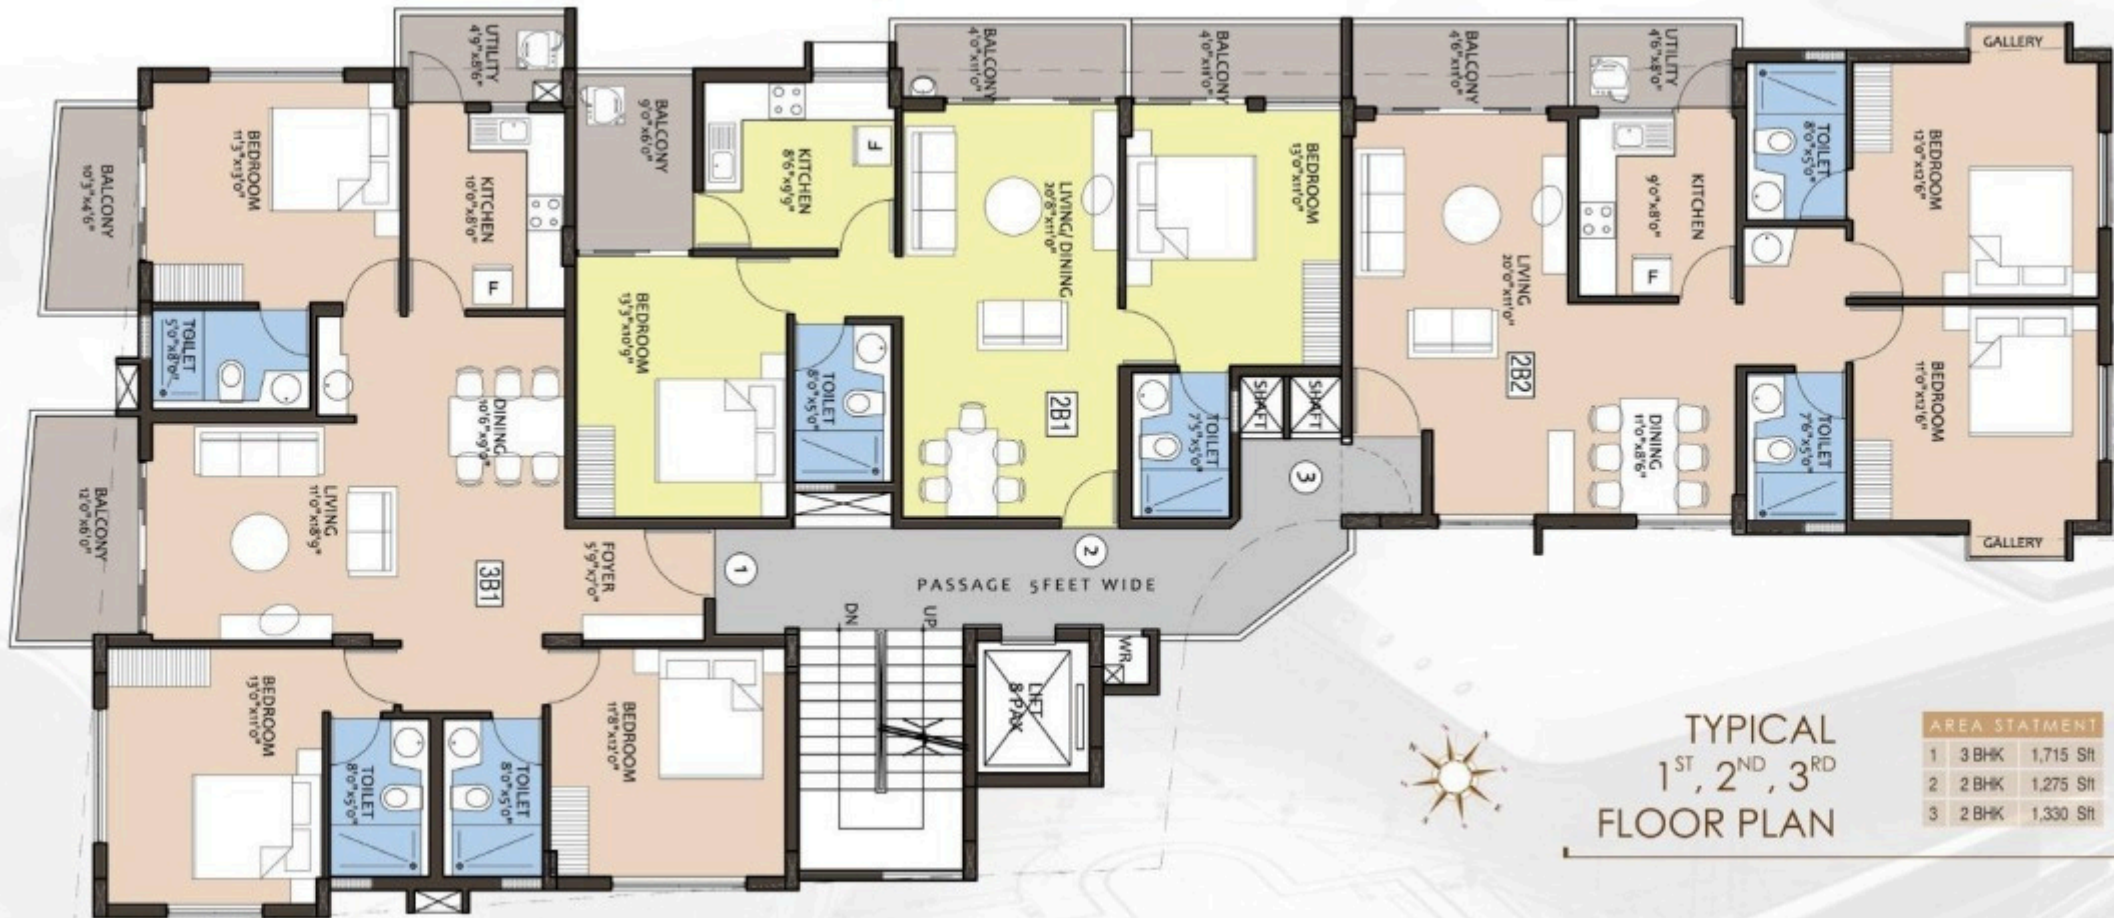 UTILITY
4'9"x8'6"
BEDROOM
11'3"x13'0"
BALCONY
10'3"x4'6"
KITCHEN
10'0"x8'0"
F
TOILET
5'0"x8'0"
DINING
10'6"x9'0"
LIVING
11'0"x18'9"
BALCONY
12'0"x6'0"
3B1
FOYER
5'9"x7'0"
BEDROOM
13'0"x11'0"
TOILET
8'0"x5'0"
TOILET
8'0"x5'0"
BEDROOM
11'8"x12'0"
BALCONY
9'0"x6'0"
KITCHEN
8'6"x9'9"
F
BALCONY
4'0"x11'0"
BALCONY
4'0"x11'0"
LIVING/ DINING
20'8"x11'0"
BEDROOM
13'0"x11'0"
BEDROOM
13'3"x10'9"
TOILET
8'0"x5'0"
2B1
TOILET
7'5"x5'0"
SHAFT
SHAFT
BALCONY
4'6"x11'0"
UTILITY
4'6"x8'0"
KITCHEN
9'0"x8'0"
F
LIVING
20'0"x11'0"
2B2
DINING
11'0"x8'6"
TOILET
8'0"x5'0"
BEDROOM
12'0"x12'6"
GALLERY
TOILET
7'6"x5'0"
BEDROOM
11'0"x12'6"
GALLERY
1
2
3
PASSAGE 5FEET WIDE
DN
UP
LIFT
8 PAX
WR
TYPICAL
1ST, 2ND, 3RD
FLOOR PLAN
AREA STATMENT
1 3 BHK 1,715 Sft
2 2 BHK 1,275 Sft
3 2 BHK 1,330 Sft